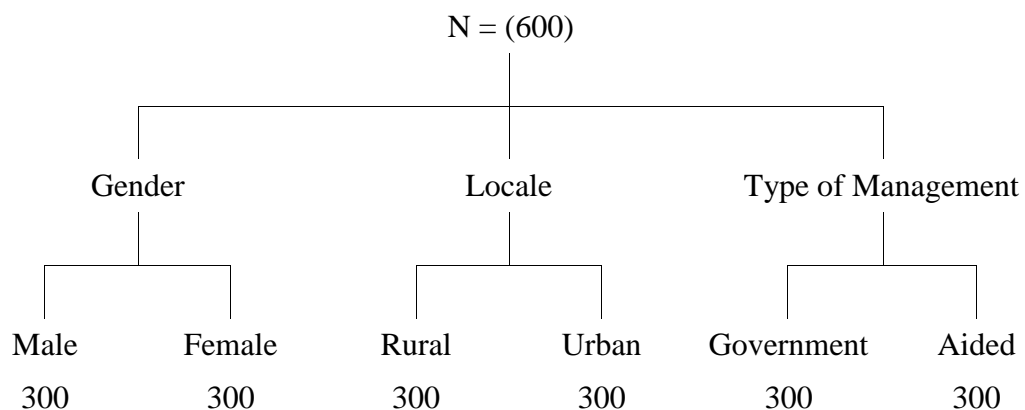 N = (600)
Gender Locale Type of Management
Male Female Rural Urban Government Aided
300 300 300 300 300 300